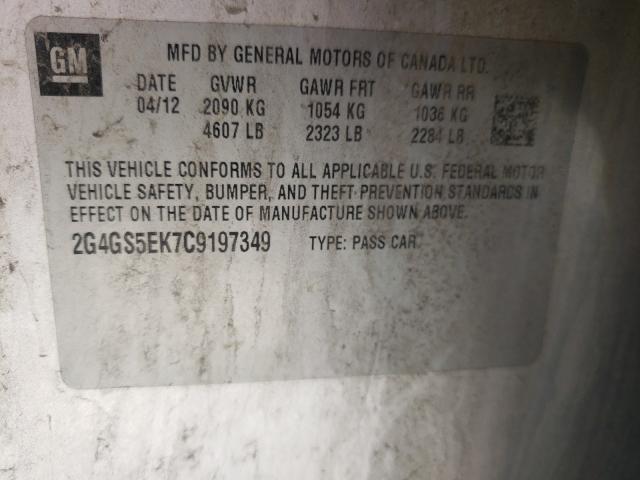 GM
MFD BY GENERAL MOTORS OF CANADA LTD.
DATE GVWR GAWR FRT GAWR RR
04/12 2090 KG 1054 KG 1036 KG
4607 LB 2323 LB 2284 LB
THIS VEHICLE CONFORMS TO ALL APPLICABLE U.S. FEDERAL MOTOR
VEHICLE SAFETY, BUMPER, AND THEFT PREVENTION STANDARDS IN
EFFECT ON THE DATE OF MANUFACTURE SHOWN ABOVE.
2G4GS5EK7C9197349 TYPE: PASS CAR